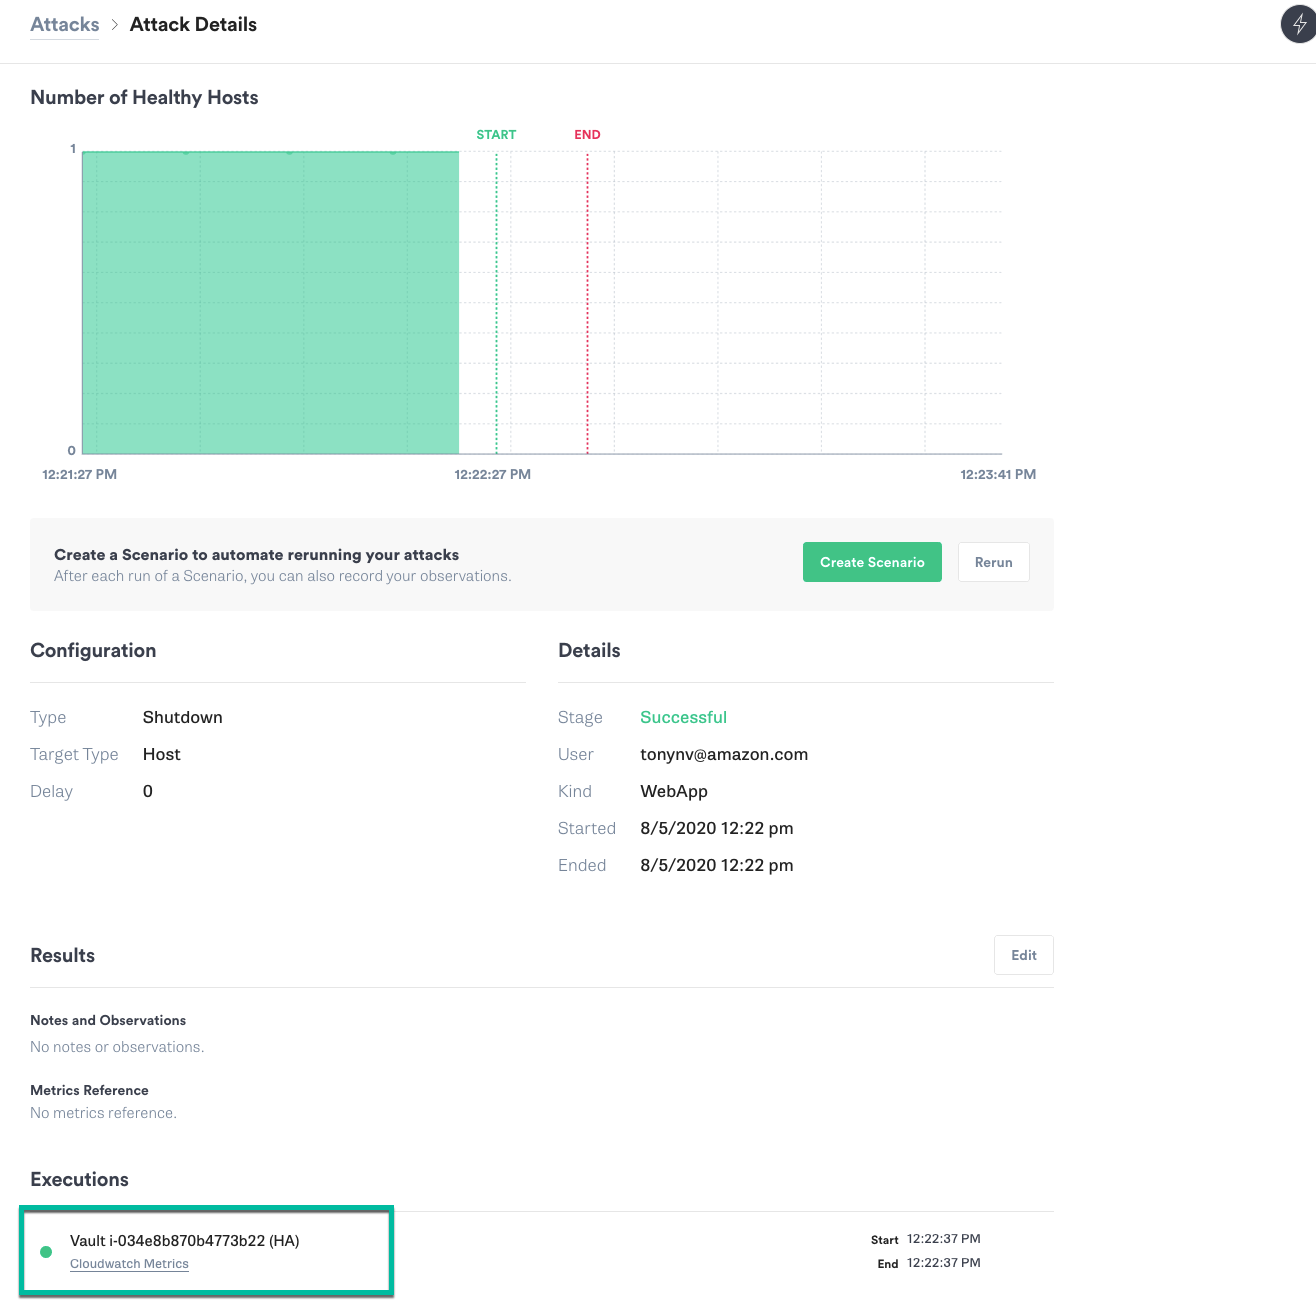 Attacks > Attack Details
Number of Healthy Hosts
START
END
1
0
12:21:27 PM
12:22:27 PM
12:23:41 PM
Create a Scenario to automate rerunning your attacks
After each run of a Scenario, you can also record your observations.
Create Scenario
Rerun
Configuration
Type Shutdown
Target Type Host
Delay 0
Details
Stage Successful
User tonynv@amazon.com
Kind WebApp
Started 8/5/2020 12:22 pm
Ended 8/5/2020 12:22 pm
Results
Edit
Notes and Observations
No notes or observations.
Metrics Reference
No metrics reference.
Executions
Vault i-034e8b870b4773b22 (HA)
Cloudwatch Metrics
Start 12:22:37 PM
End 12:22:37 PM